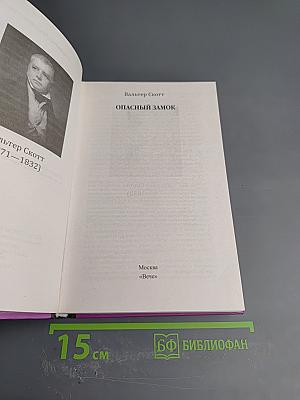 льтер Скотт
71—1832)
Вальтер Скотт
ОПАСНЫЙ ЗАМОК
Москва
«Вече»
15 см
БФ БИБЛИОФАН